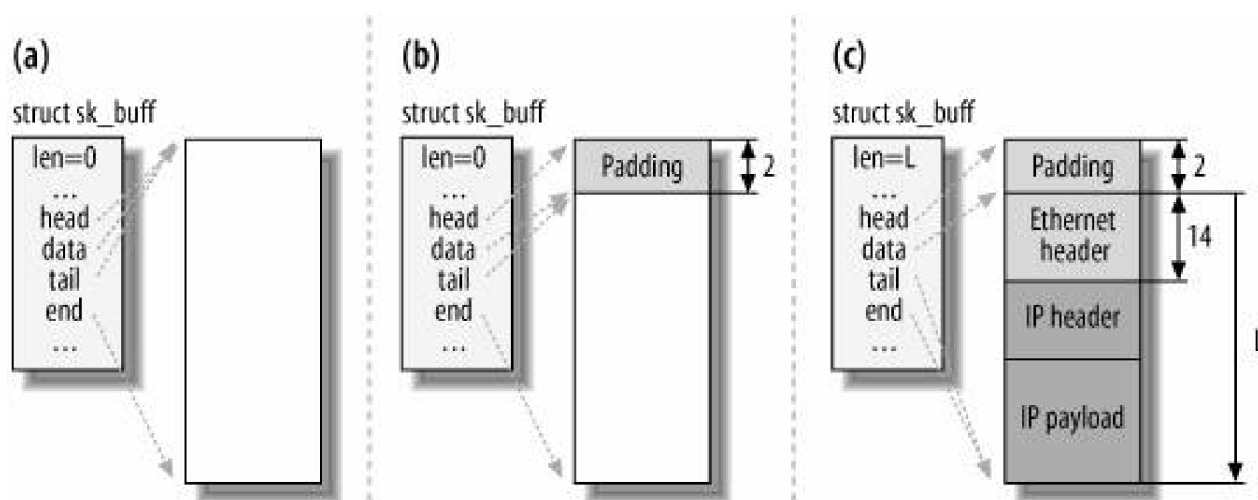 (a)
struct sk_buff
len=0
...
head
data
tail
end
...
(b)
struct sk_buff
len=0
...
head
data
tail
end
...
Padding
2
(c)
struct sk_buff
len=L
...
head
data
tail
end
...
Padding
2
Ethernet
header
14
IP header
IP payload
L